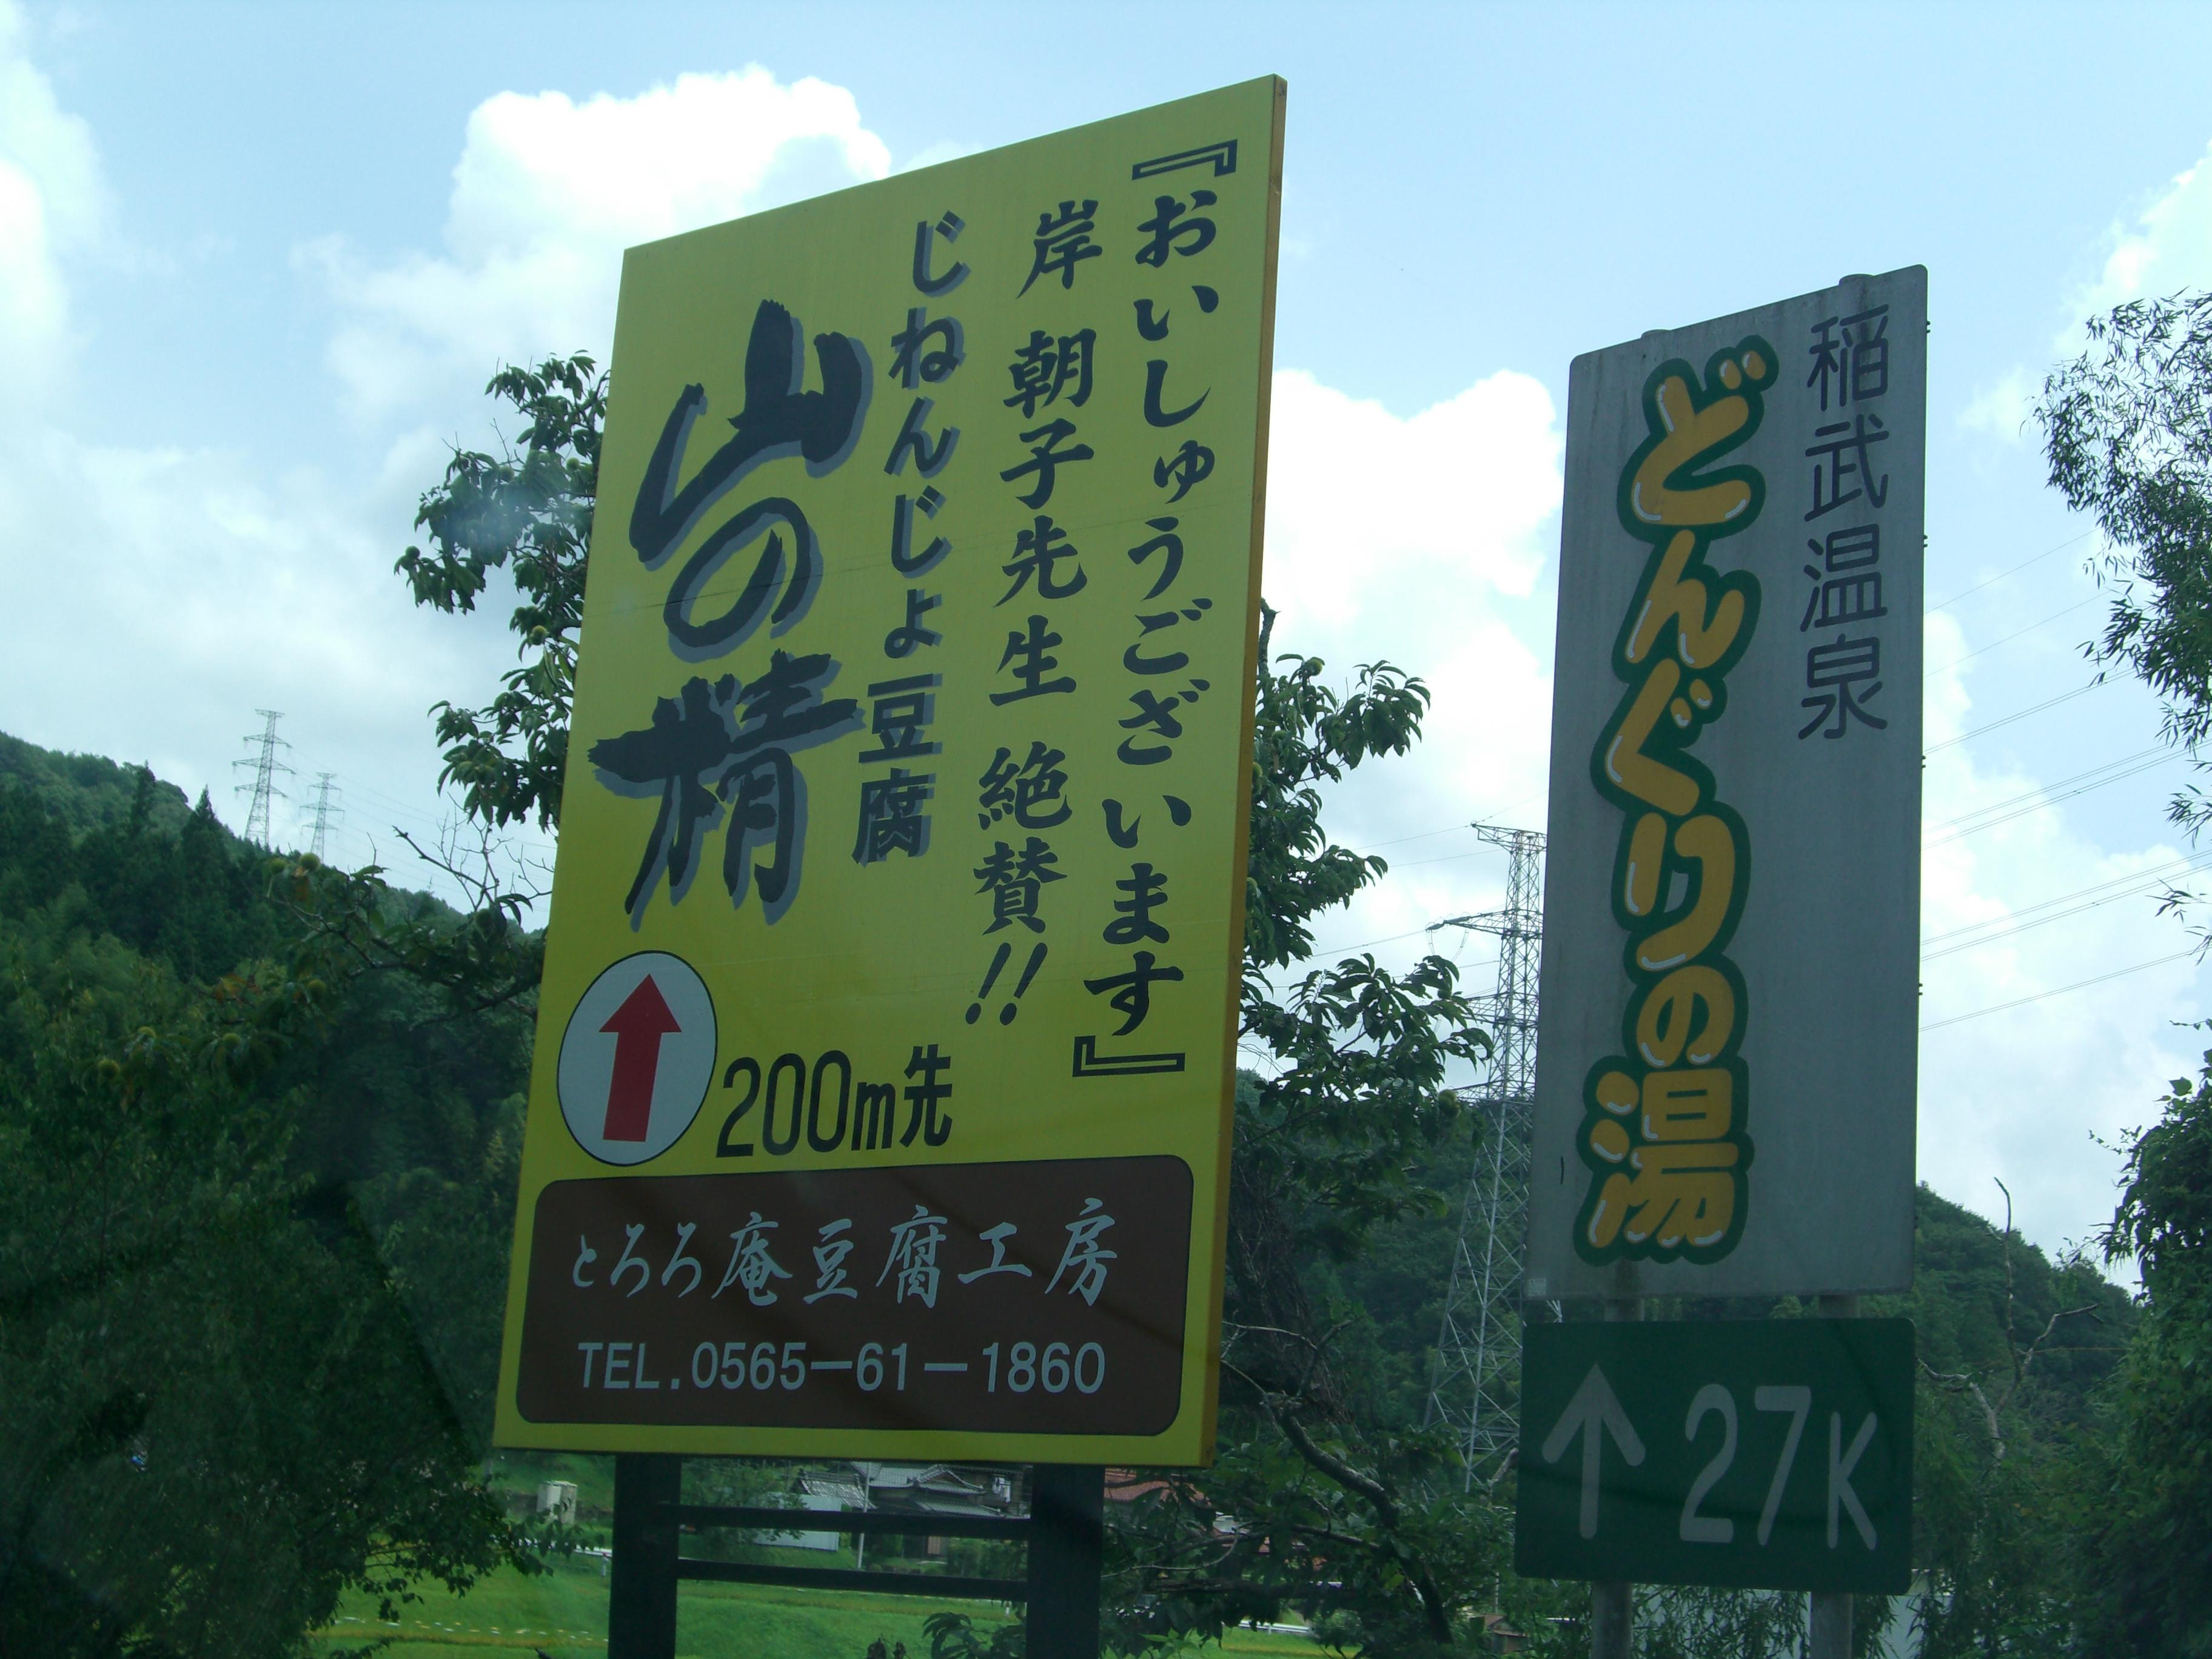 『おいしゅうございます』
岸 朝子先生 絶賛!!
じねんじょ豆腐
山の精
200m先
とろろ庵豆腐工房
TEL.0565-61-1860
稲武温泉
どんぐりの湯
↑27K